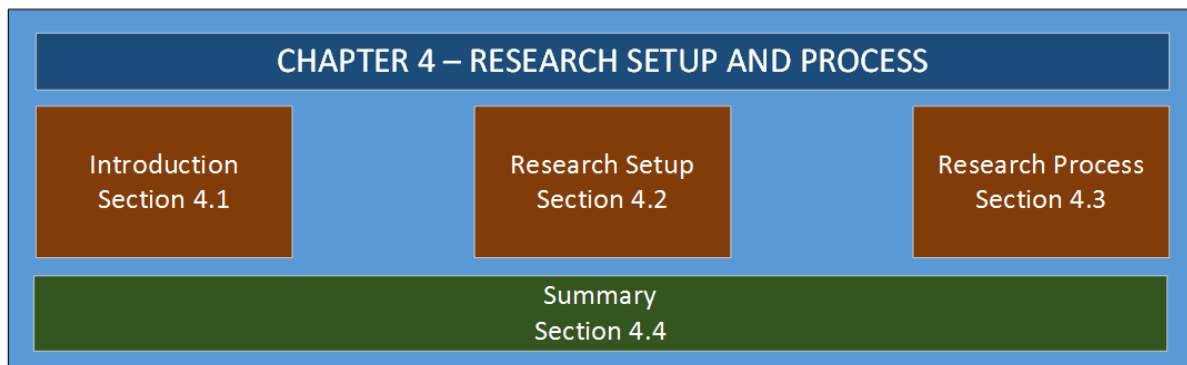 CHAPTER 4 – RESEARCH SETUP AND PROCESS
Introduction
Section 4.1
Research Setup
Section 4.2
Research Process
Section 4.3
Summary
Section 4.4